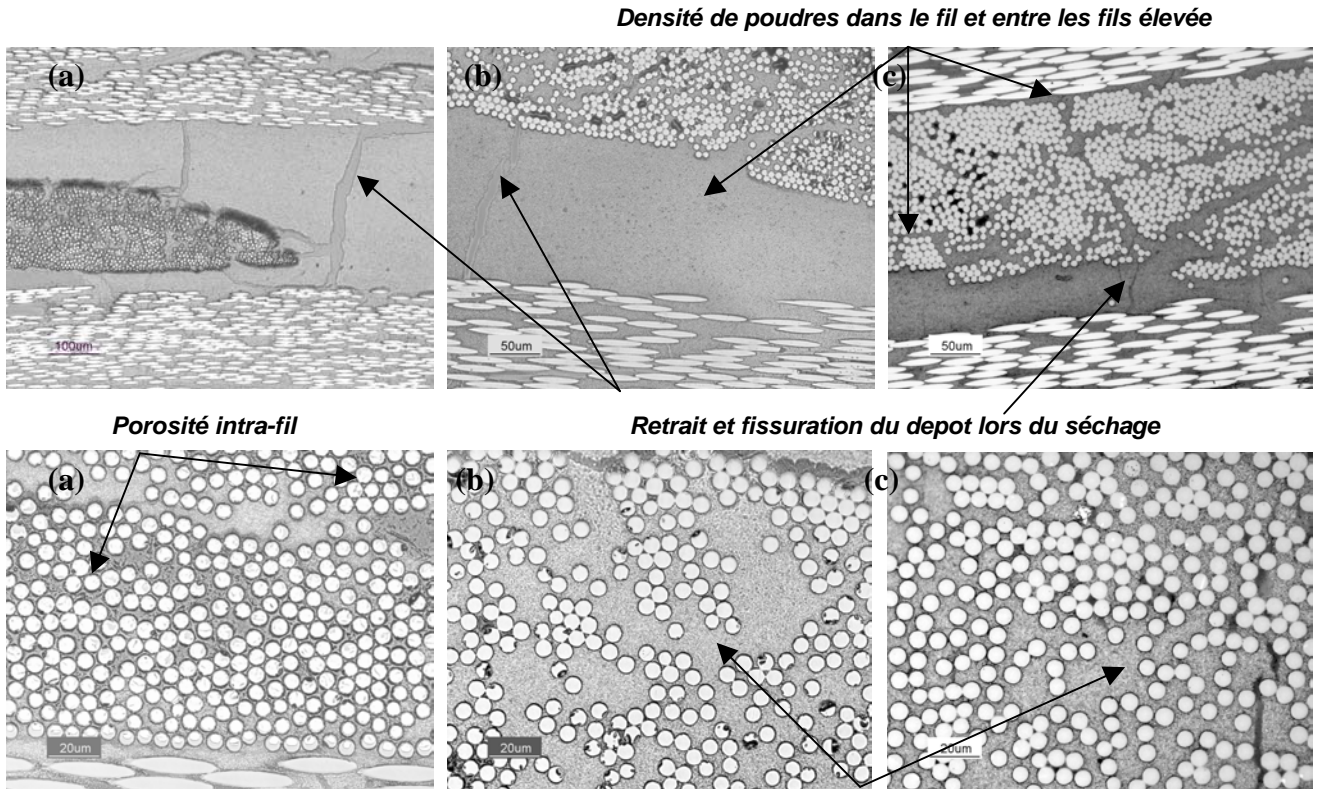 Densité de poudres dans le fil et entre les fils élevée
(a)
(b)
(c)
100um
50um
50um
Porosité intra-fil
Retrait et fissuration du depot lors du séchage
(a)
(b)
(c)
20um
20um
20um